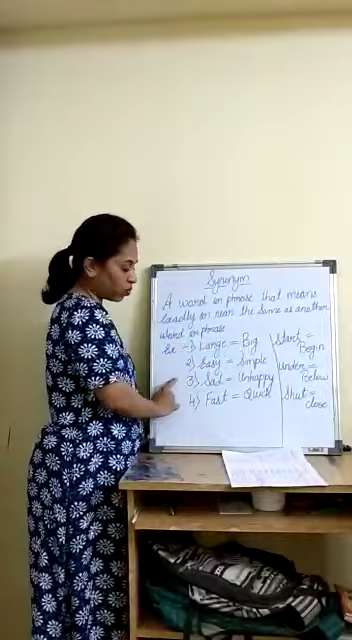 Synonym
A word or phrase that means
exactly or near the same as another
word or phrase
Ex :- 1) Large = Big
2) Easy = Simple
3) Sad = Unhappy
4) Fast = Quick
Start =
Begin
Under =
Below
Shut =
close